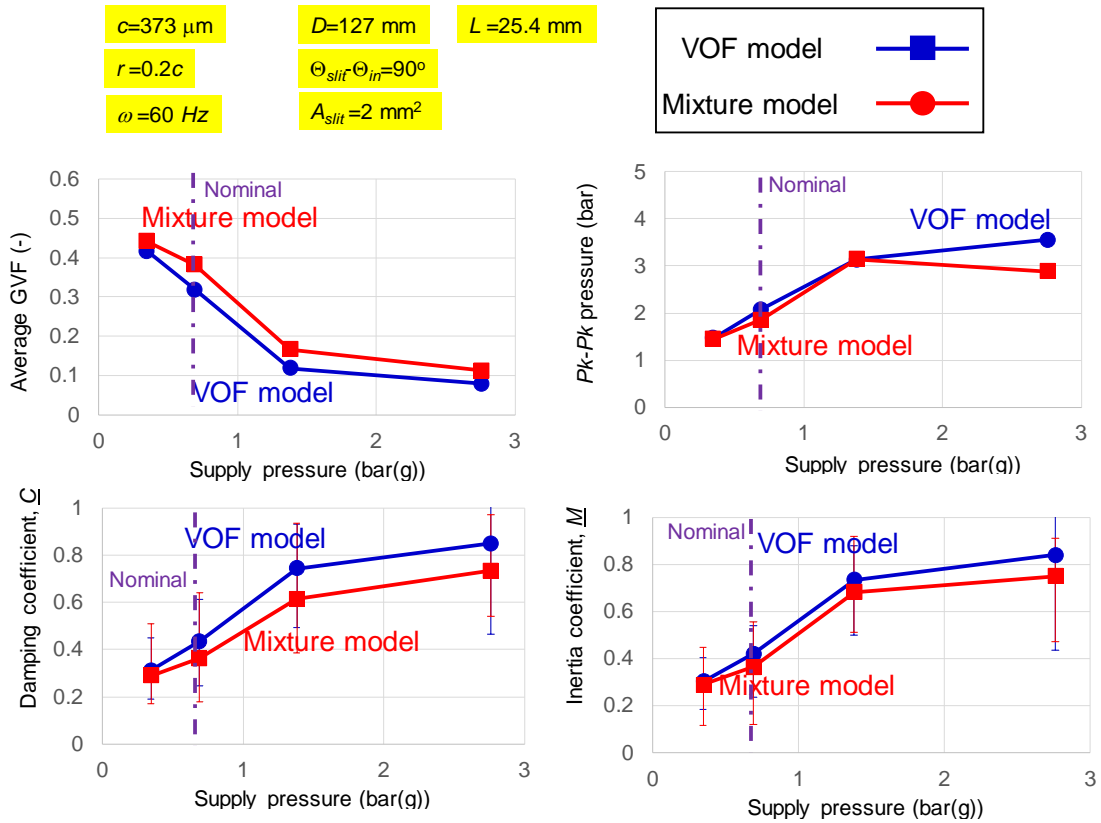 c=373 μm
D=127 mm
L =25.4 mm
r =0.2c
Θslit-Θin=90º
ω =60 Hz
Aslit =2 mm²
VOF model
Mixture model
0.6
0.5
0.4
0.3
0.2
0.1
0
Average GVF (-)
Nominal
Mixture model
VOF model
0
1
2
3
Supply pressure (bar(g))
5
4
3
2
1
0
Pk-Pk pressure (bar)
Nominal
VOF model
Mixture model
0
1
2
3
Supply pressure (bar(g))
1
0.8
0.6
0.4
0.2
0
Damping coefficient, C
VOF model
Nominal
Mixture model
0
1
2
3
Supply pressure (bar(g))
1
0.8
0.6
0.4
0.2
0
Inertia coefficient, M
Nominal
VOF model
Mixture model
0
1
2
3
Supply pressure (bar(g))